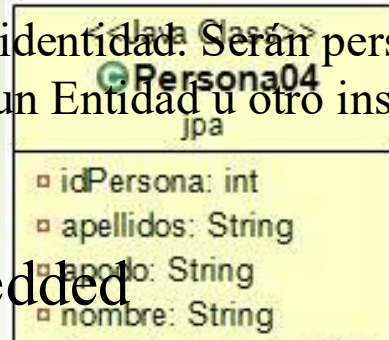 <<Java Class>>
identidad. Serán pers
Persona04
un Entidad u otro ins
jpa
idPersona: int
apellidos: String
apodo: String
edded
nombre: String